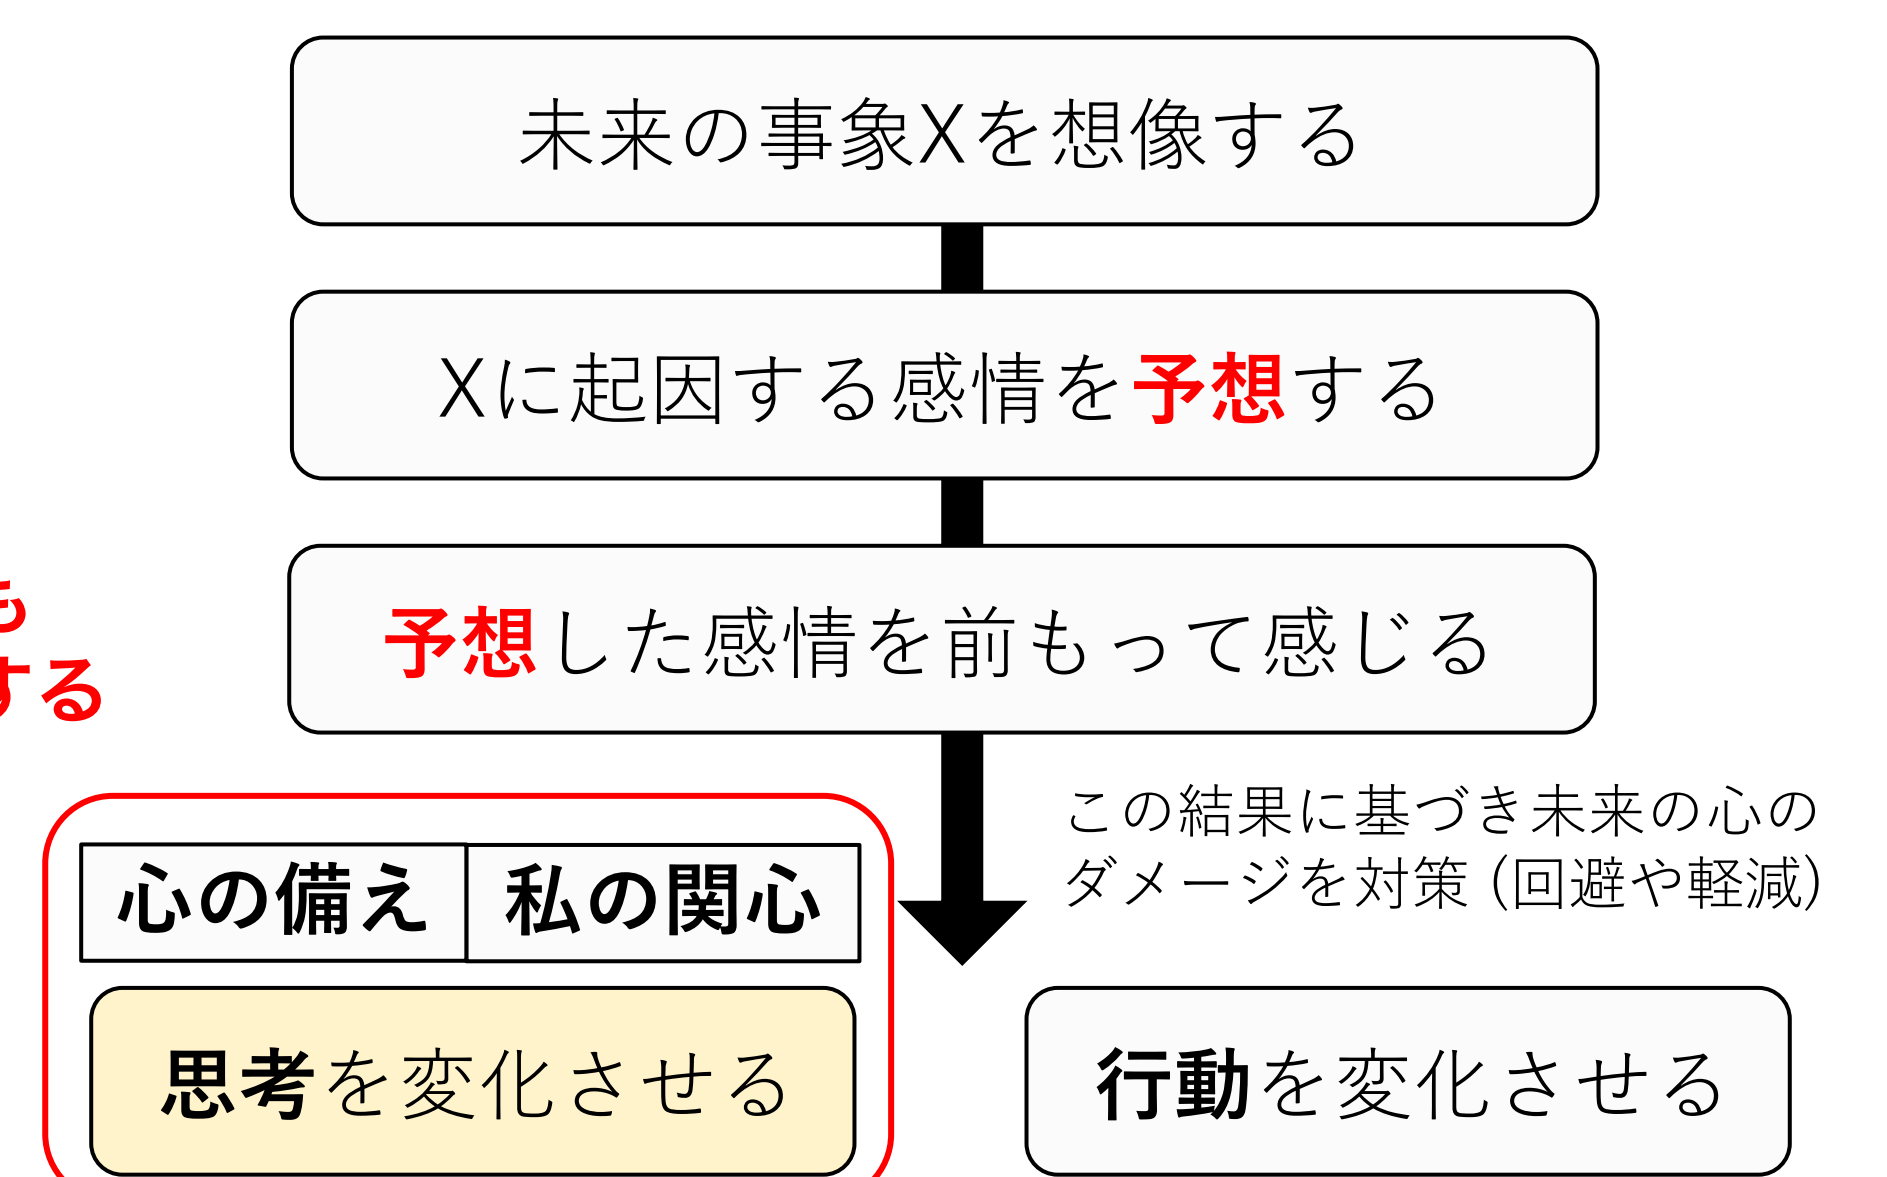 未来の事象Xを想像する
Xに起因する感情を予想する
予想した感情を前もって感じる
も
する
この結果に基づき未来の心の
ダメージを対策(回避や軽減)
心の備え
私の関心
思考を変化させる
行動を変化させる